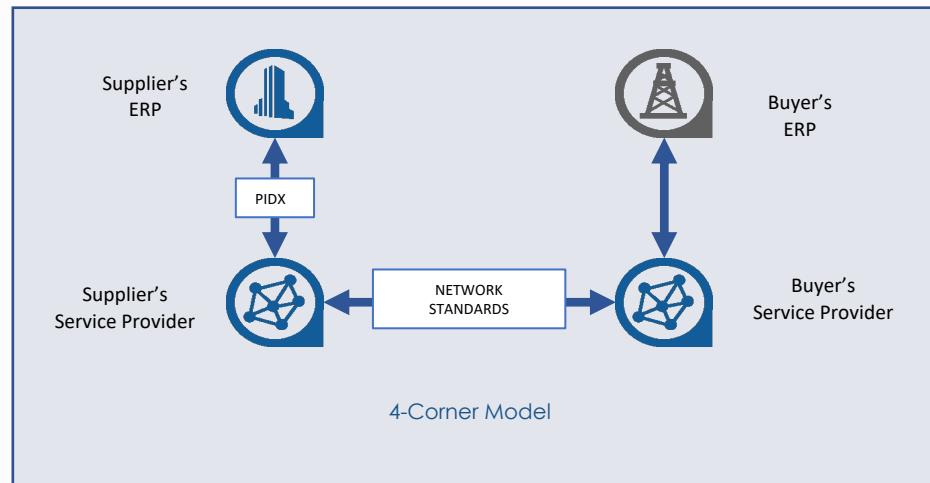 Supplier’s
ERP
Buyer’s
ERP
PIDX
Supplier’s
Service Provider
NETWORK
STANDARDS
Buyer’s
Service Provider
4-Corner Model